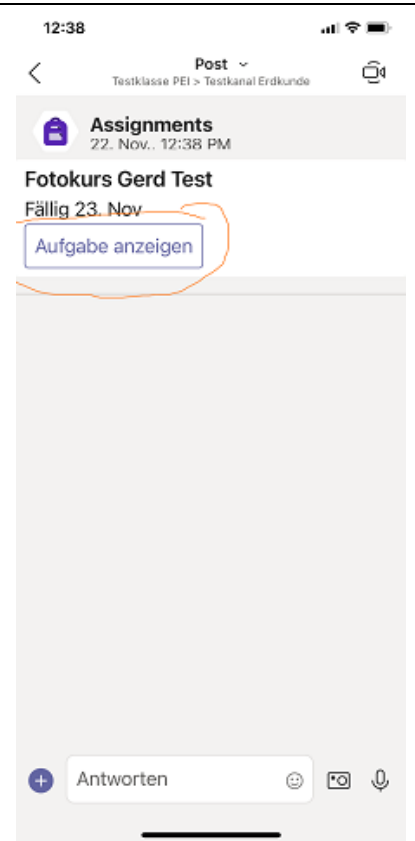 12:38
Post
Testklasse PEI > Testkanal Erdkunde
Assignments
22. Nov.. 12:38 PM
Fotokurs Gerd Test
Fällig 23. Nov
Aufgabe anzeigen
Antworten